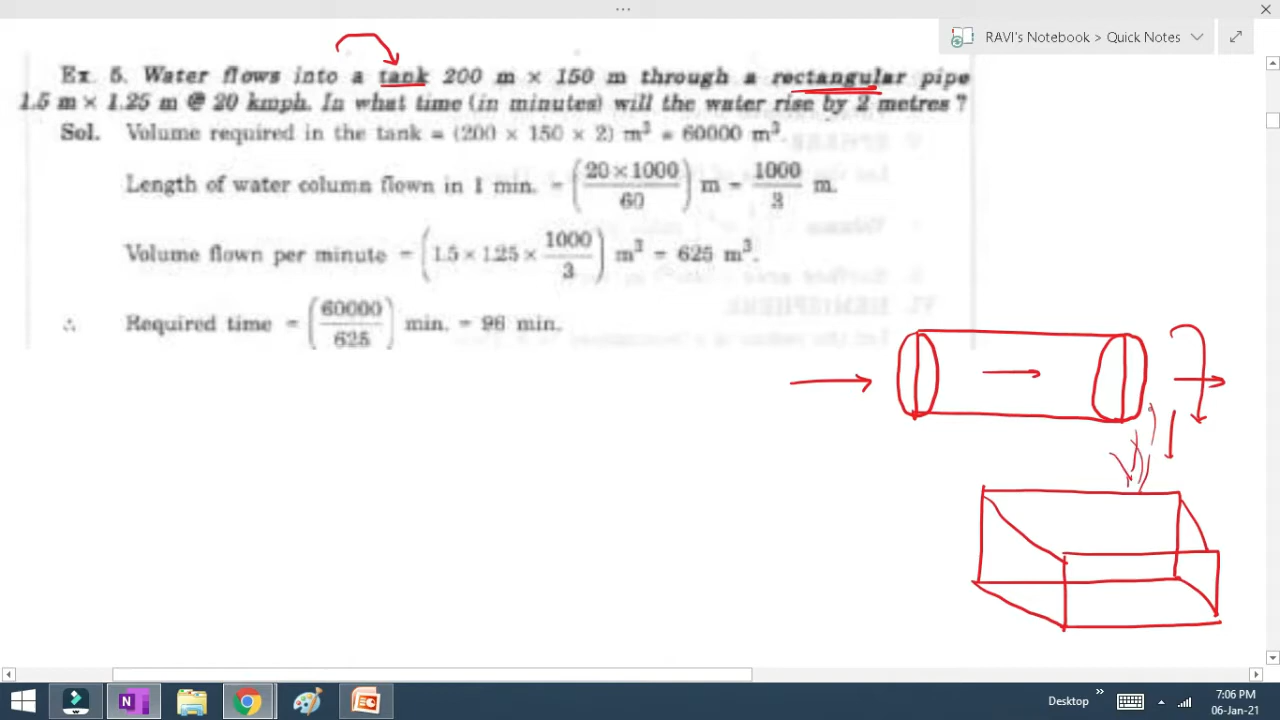 RAVI's Notebook > Quick Notes
Ex. 5. Water flows into a tank 200 m × 150 m through a rectangular pipe
1.5 m × 1.25 m @ 20 kmph. In what time (in minutes) will the water rise by 2 metres ?
Sol. Volume required in the tank = (200 × 150 × 2) m³ = 60000 m³.
Length of water column flown in 1 min. = (20×1000/60) m = 1000/3 m.
Volume flown per minute = (1.5 × 1.25 × 1000/3) m³ = 625 m³.
∴ Required time = (60000/625) min. = 96 min.
Desktop
7:06 PM
06-Jan-21